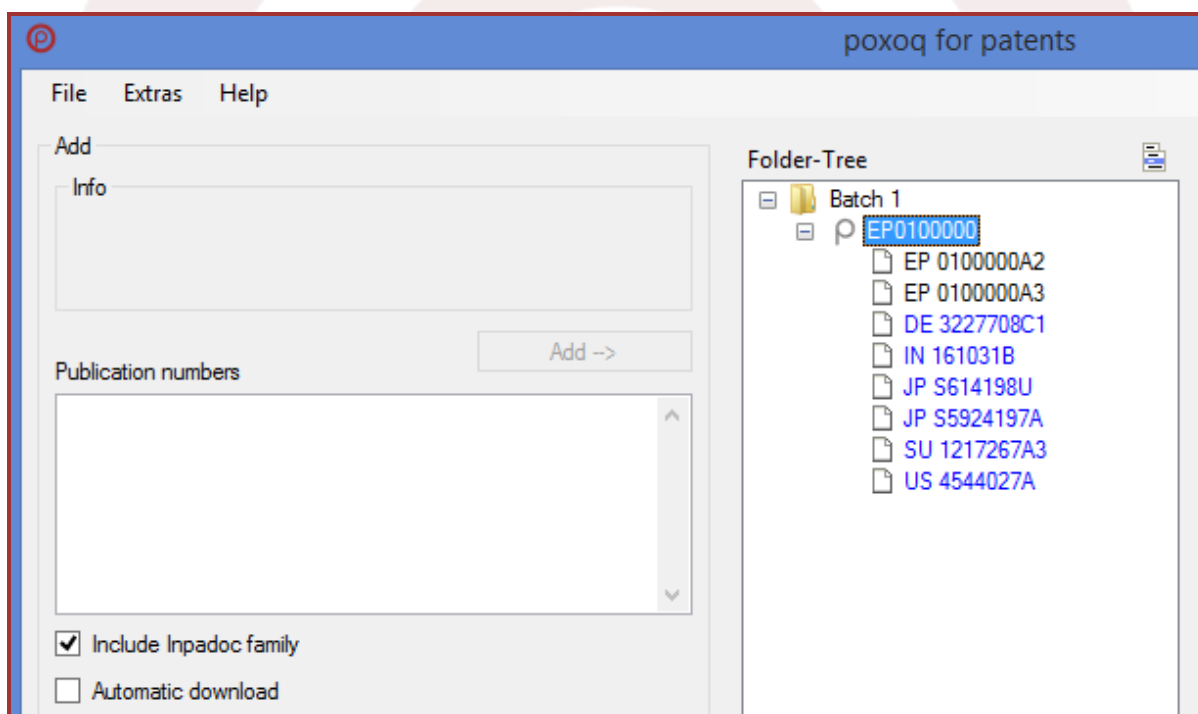 poxoq for patents
File Extras Help
Add
Info
Add -->
Publication numbers
Include Inpadoc family
Automatic download
Folder-Tree
Batch 1
EP0100000
EP 0100000A2
EP 0100000A3
DE 3227708C1
IN 161031B
JP S614198U
JP S5924197A
SU 1217267A3
US 4544027A